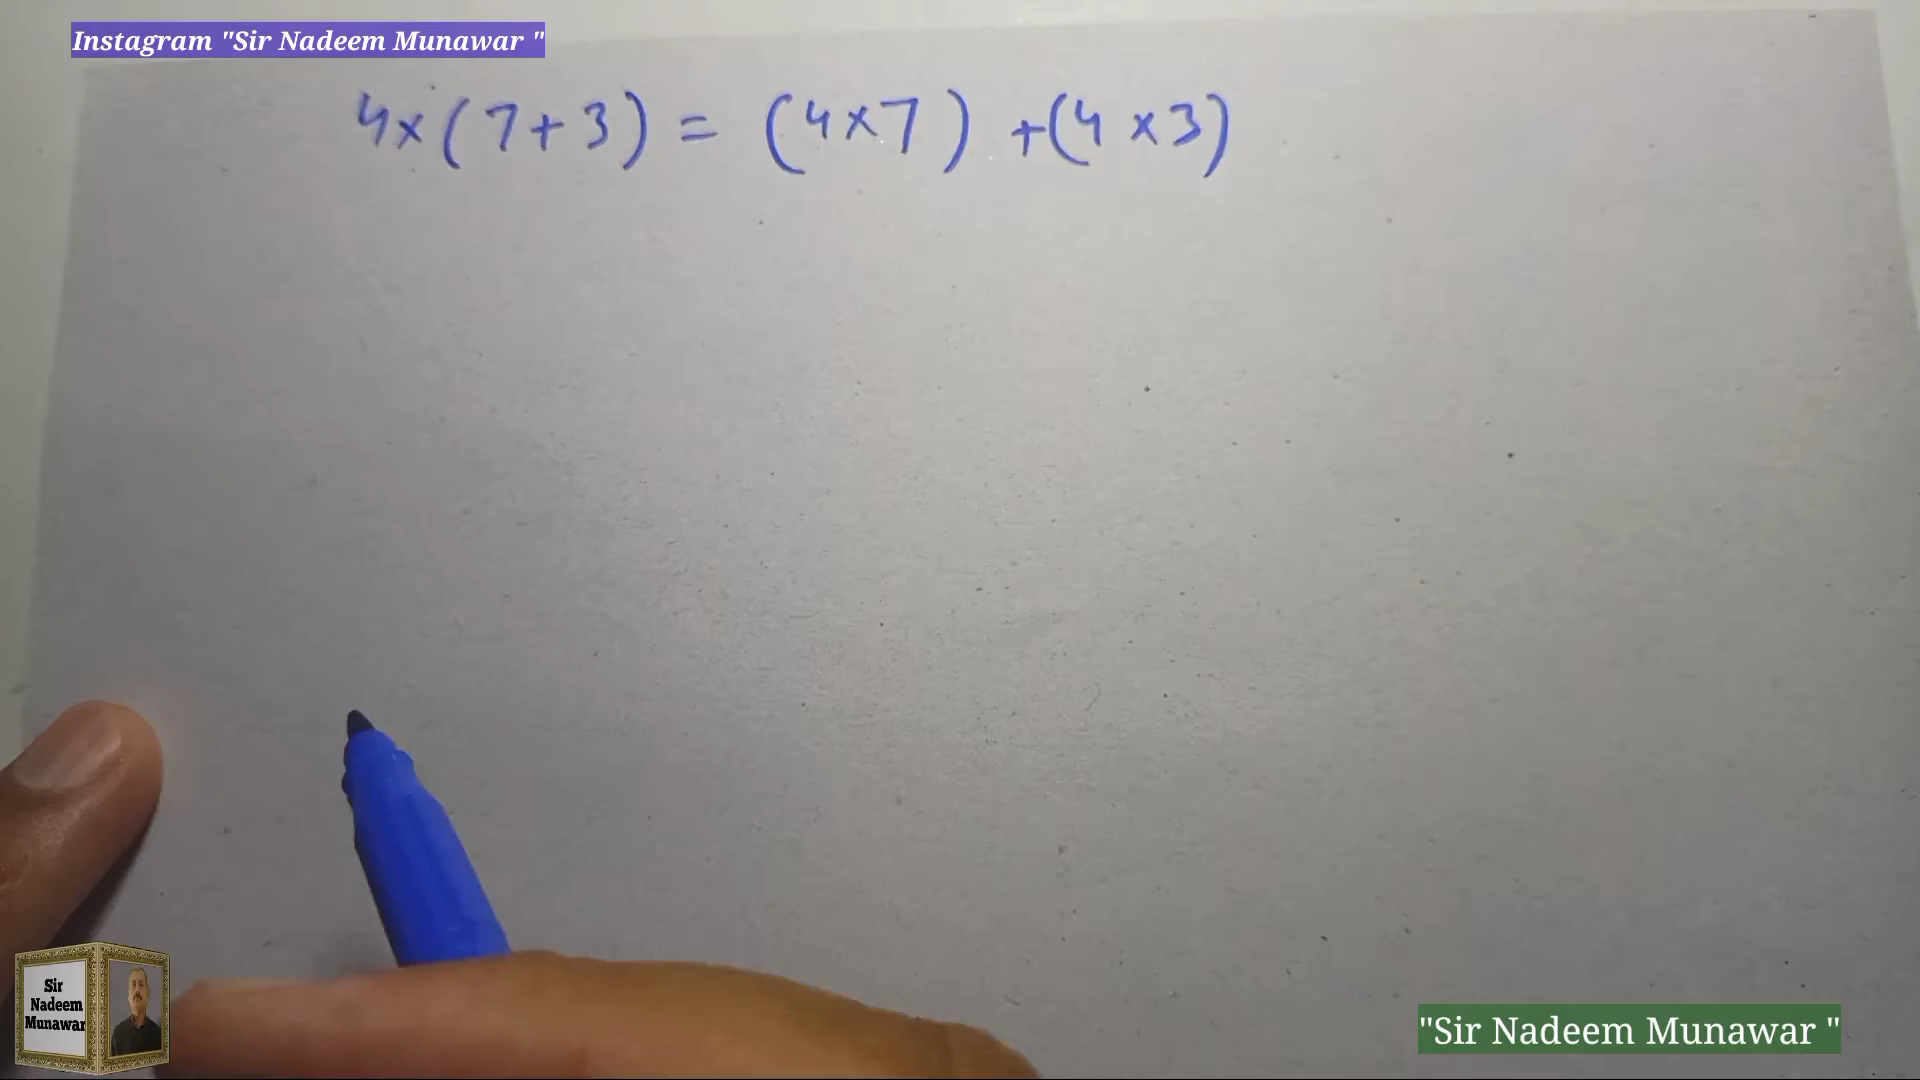 Instagram "Sir Nadeem Munawar "
4×(7+3) = (4×7) +(4×3)
Sir
Nadeem
Munawar
"Sir Nadeem Munawar "